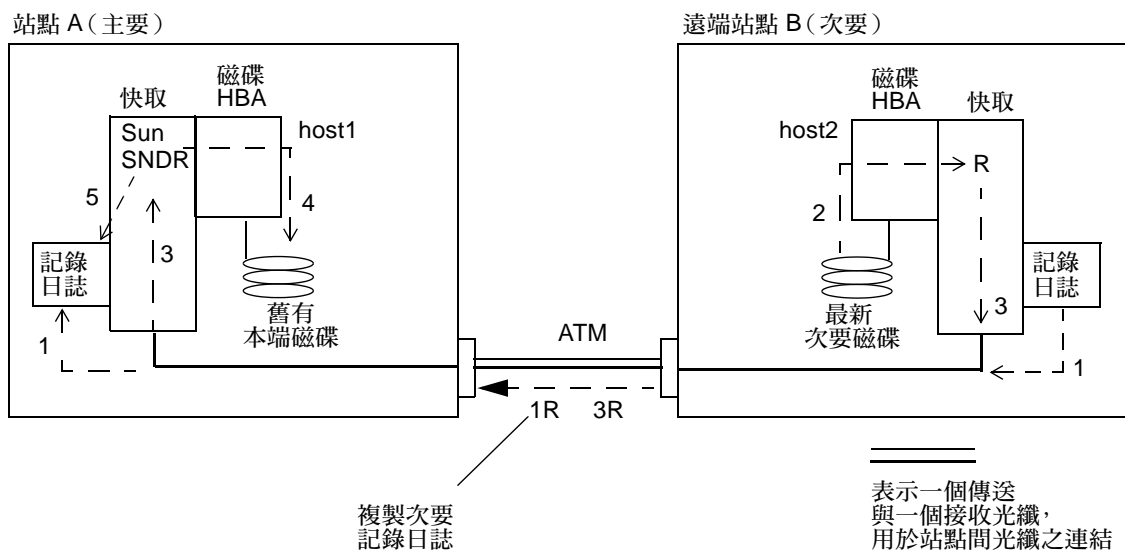 站點 A（主要）
遠端站點 B（次要）
快取
磁碟
HBA
Sun
SNDR
host1
5
4
3
記錄
日誌
1
舊有
本端磁碟
ATM
1R
3R
複製次要
記錄日誌
磁碟
HBA
快取
host2
R
2
3
記錄
日誌
1
最新
次要磁碟
表示一個傳送
與一個接收光纖，
用於站點間光纖之連結